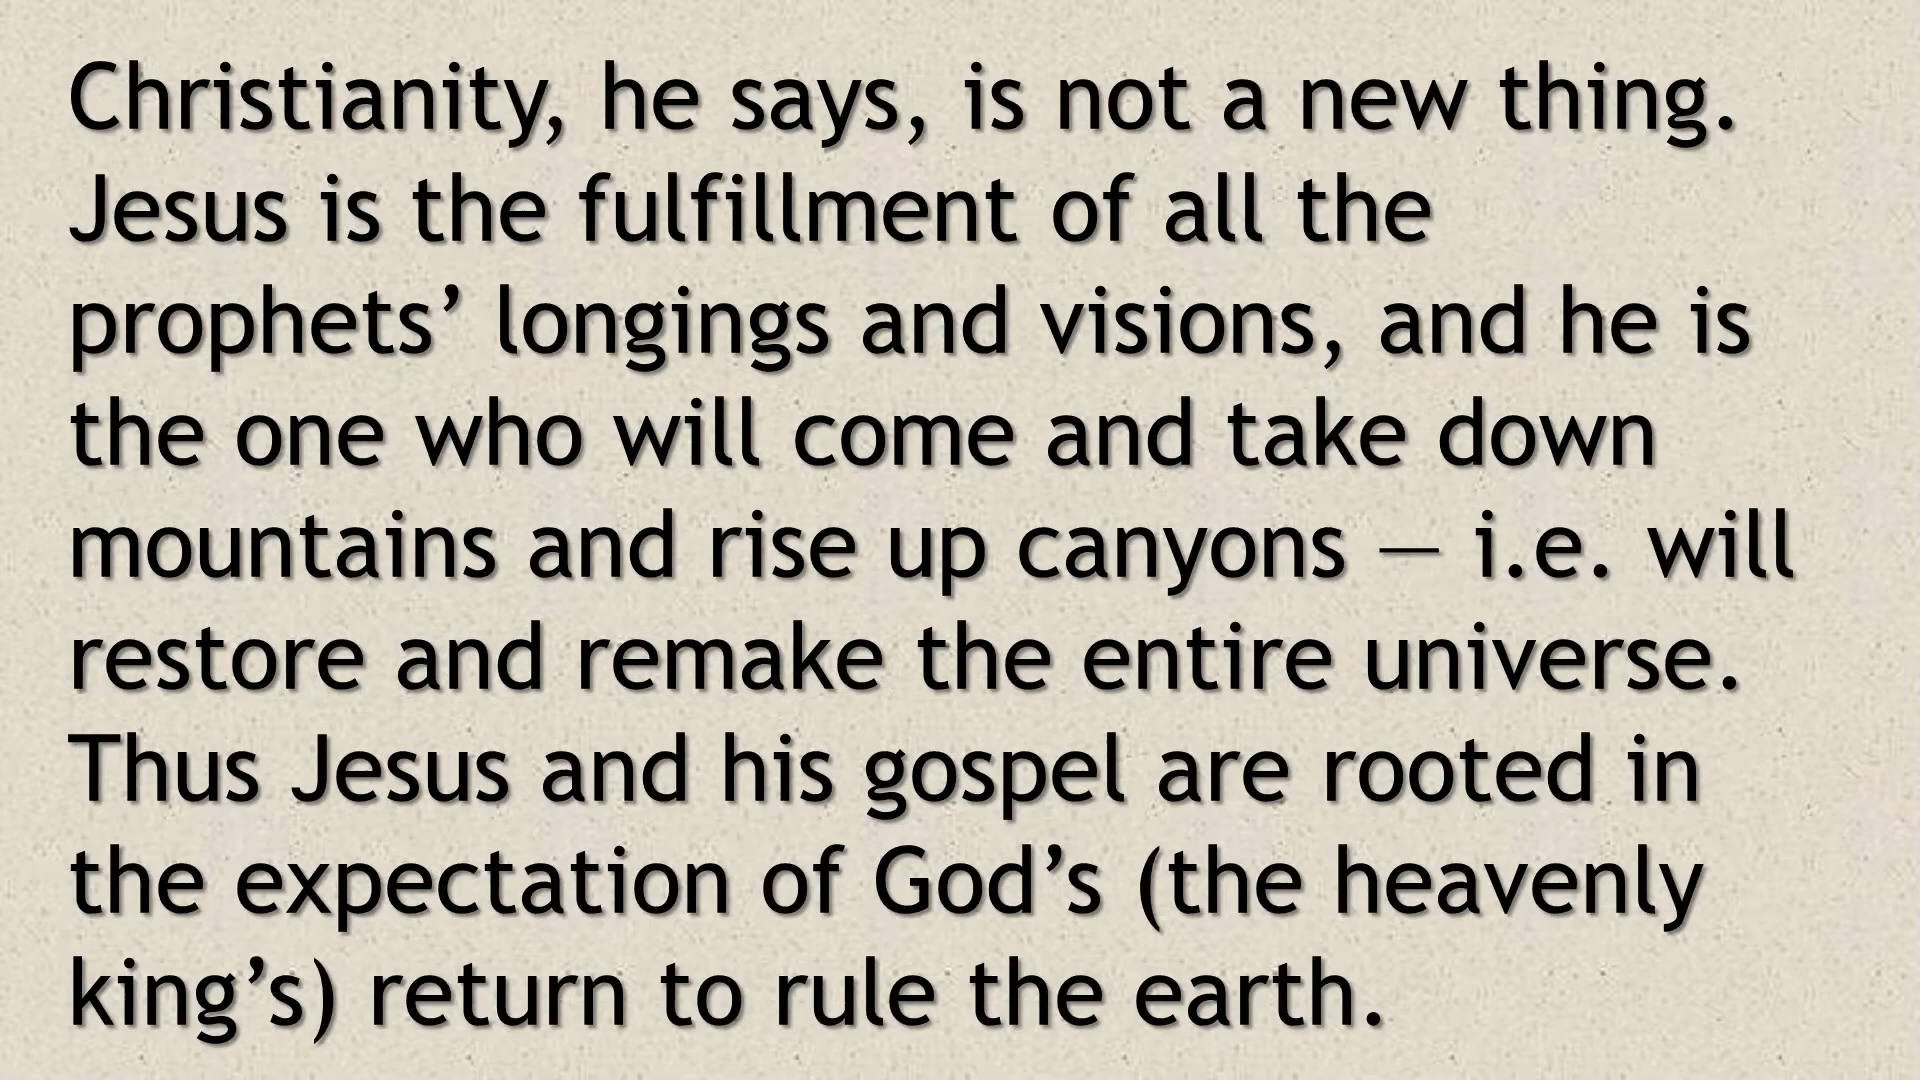 Christianity, he says, is not a new thing.
Jesus is the fulfillment of all the
prophets’ longings and visions, and he is
the one who will come and take down
mountains and rise up canyons — i.e. will
restore and remake the entire universe.
Thus Jesus and his gospel are rooted in
the expectation of God’s (the heavenly
king’s) return to rule the earth.